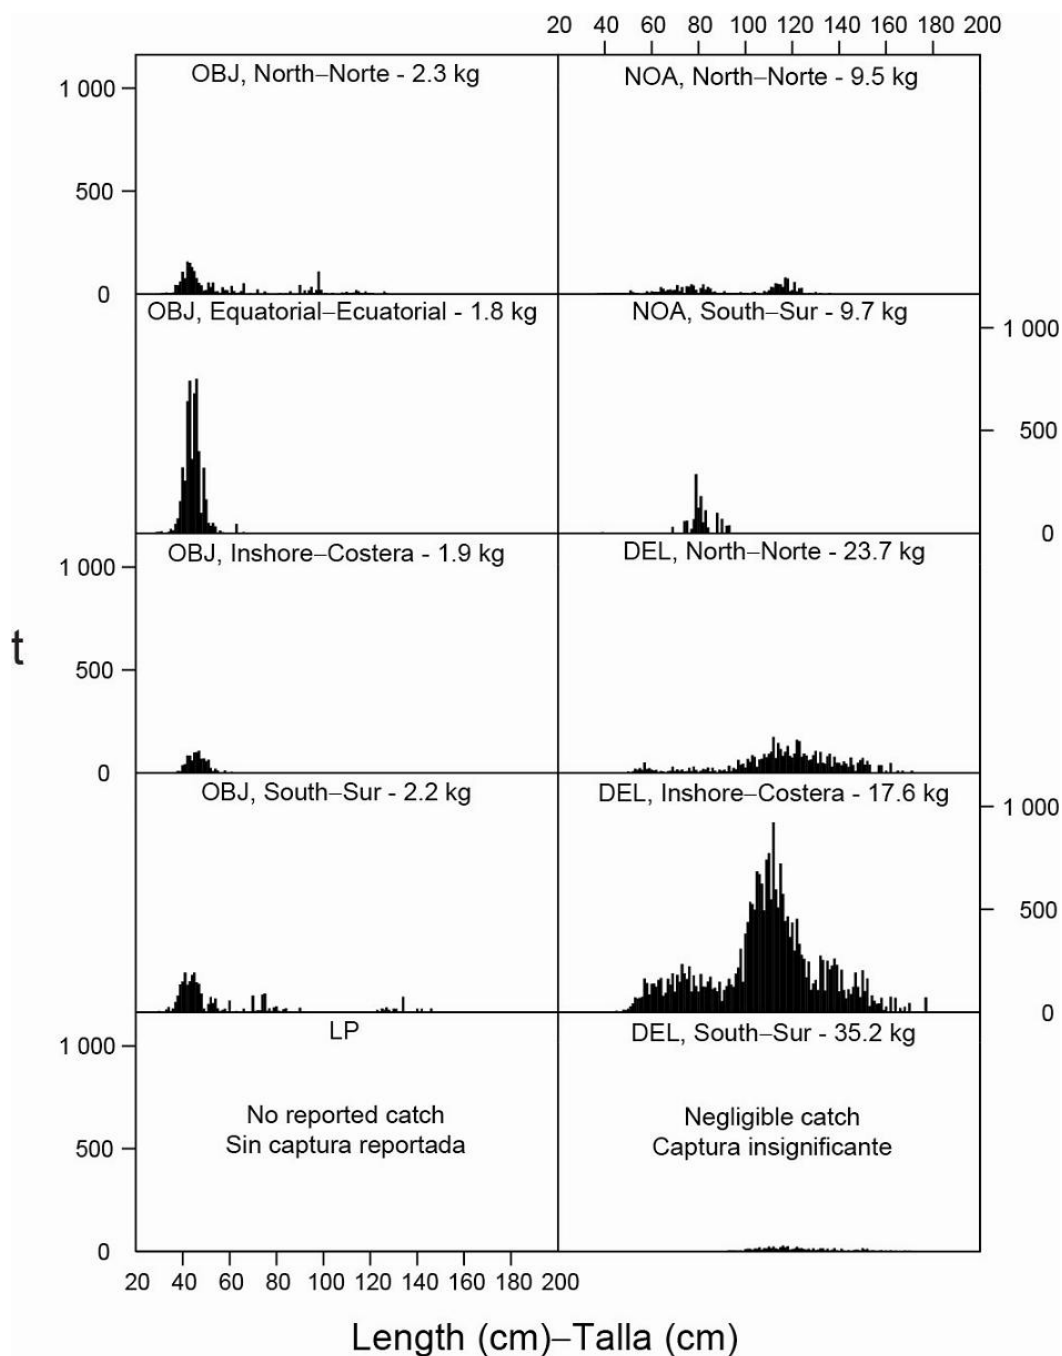 20 40 60 80 100 120 140 160 180 200
OBJ, North–Norte - 2.3 kg
NOA, North–Norte - 9.5 kg
1 000
500
0
OBJ, Equatorial–Ecuatorial - 1.8 kg
NOA, South–Sur - 9.7 kg
1 000
500
0
OBJ, Inshore–Costera - 1.9 kg
DEL, North–Norte - 23.7 kg
1 000
500
0
t
OBJ, South–Sur - 2.2 kg
DEL, Inshore–Costera - 17.6 kg
1 000
500
0
LP
DEL, South–Sur - 35.2 kg
1 000
500
0
No reported catch
Sin captura reportada
Negligible catch
Captura insignificante
20 40 60 80 100 120 140 160 180 200
Length (cm)–Talla (cm)